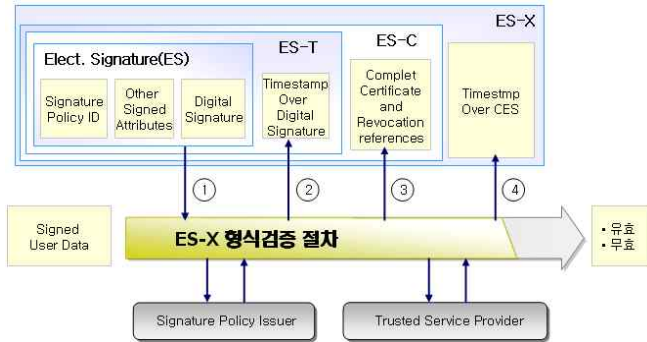 ES-X
ES-T
ES-C
Elect. Signature(ES)
Signature
Policy ID
Other
Signed
Attributes
Digital
Signature
Timestamp
Over
Digital
Signature
Complet
Certificate
and
Revocation
references
Timestmp
Over CES
①
②
③
④
Signed
User Data
ES-X 형식검증 절차
• 유효
• 무효
Signature Policy Issuer
Trusted Service Provider